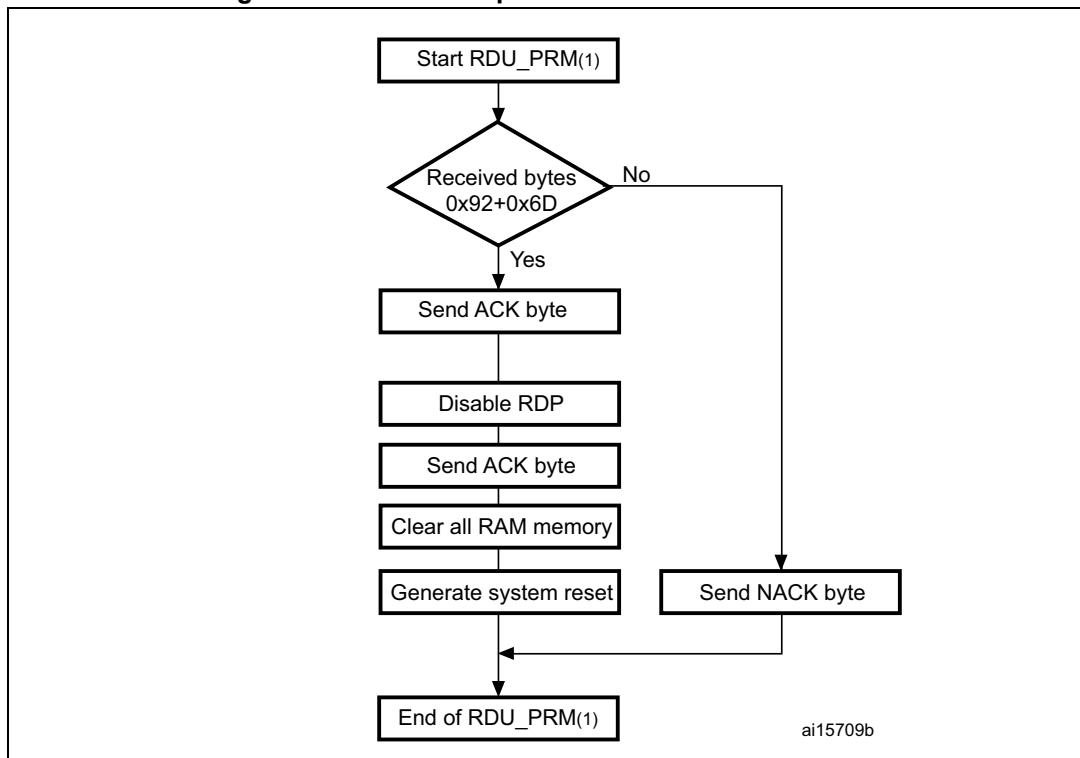 Start RDU_PRM(1)
Received bytes
0x92+0x6D
No
Yes
Send ACK byte
Disable RDP
Send ACK byte
Clear all RAM memory
Generate system reset
Send NACK byte
End of RDU_PRM(1)
ai15709b